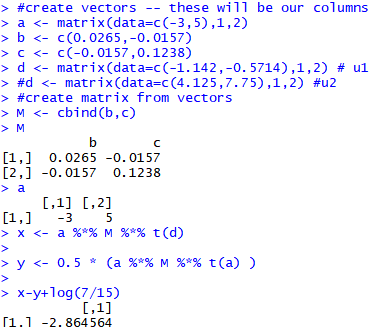 > #create vectors -- these will be our columns
> a <- matrix(data=c(-3,5),1,2)
> b <- c(0.0265,-0.0157)
> c <- c(-0.0157,0.1238)
> d <- matrix(data=c(-1.142,-0.5714),1,2) # u1
> #d <- matrix(data=c(4.125,7.75),1,2) #u2
> #create matrix from vectors
> M <- cbind(b,c)
> M
           b       c
[1,]  0.0265 -0.0157
[2,] -0.0157  0.1238
> a
     [,1] [,2]
[1,]   -3    5
> x <- a %*% M %*% t(d)
>
> y <- 0.5 * (a %*% M %*% t(a) )
>
> x-y+log(7/15)
          [,1]
[1,] -2.864564